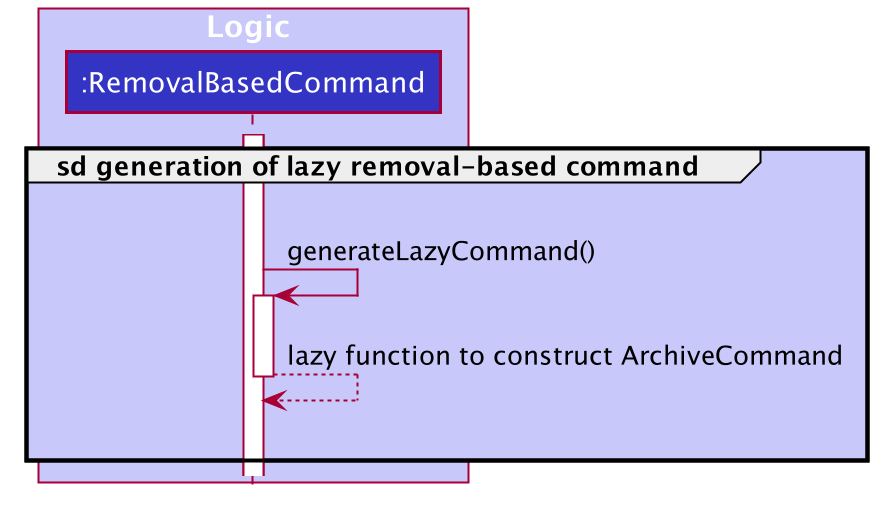 Logic
:RemovalBasedCommand
sd generation of lazy removal-based command
generateLazyCommand()
lazy function to construct ArchiveCommand